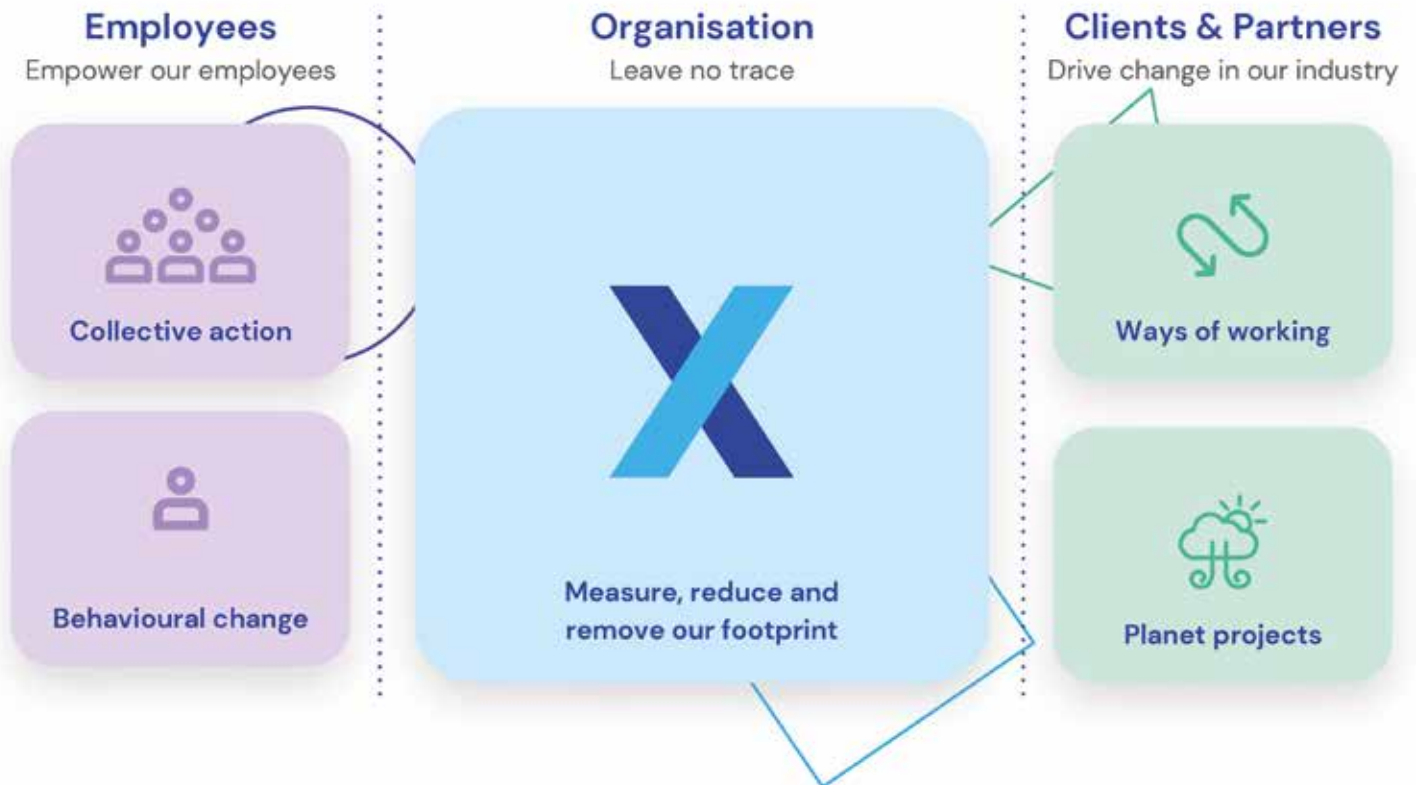 Employees
Empower our employees
Collective action
Behavioural change
Organisation
Leave no trace
Measure, reduce and
remove our footprint
Clients & Partners
Drive change in our industry
Ways of working
Planet projects